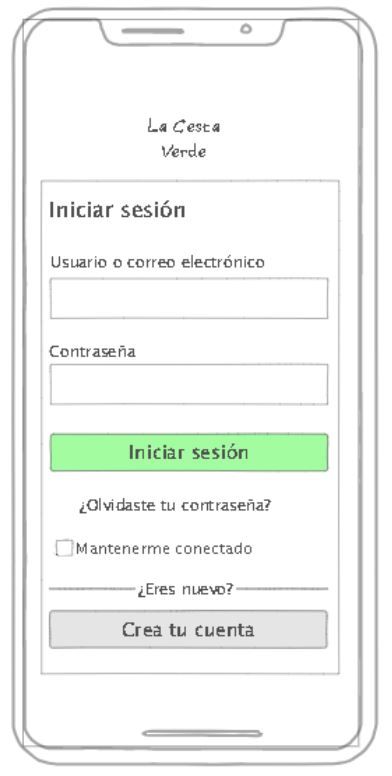 La Cesta
Verde
Iniciar sesión
Usuario o correo electrónico
Contraseña
Iniciar sesión
¿Olvidaste tu contraseña?
Mantenerme conectado
¿Eres nuevo?
Crea tu cuenta